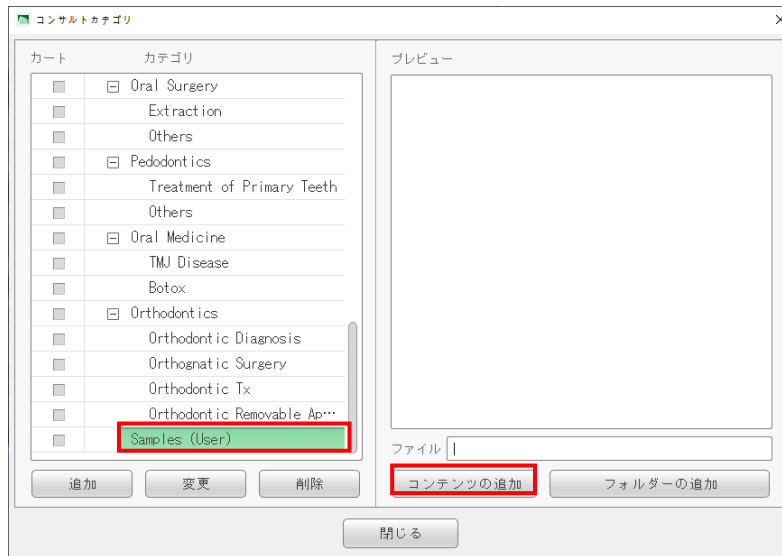 コンサルトカテゴリ
カート カテゴリ
Oral Surgery
Extraction
Others
Pedodontics
Treatment of Primary Teeth
Others
Oral Medicine
TMJ Disease
Botox
Orthodontics
Orthodontic Diagnosis
Orthognatic Surgery
Orthodontic Tx
Orthodontic Removable Ap…
Samples (User)
追加 変更 削除
プレビュー
ファイル
コンテンツの追加 フォルダーの追加
閉じる